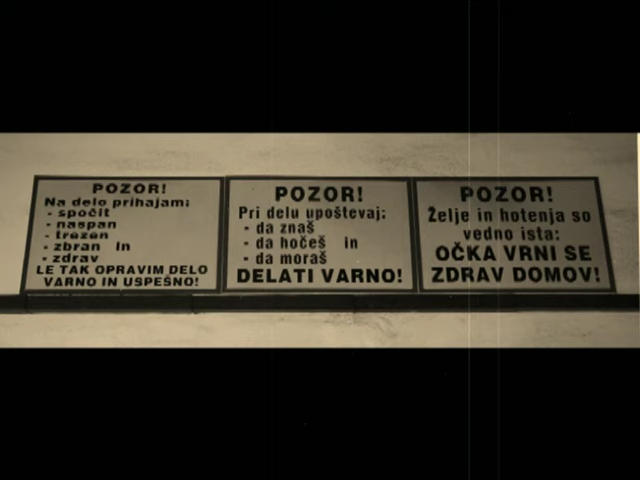 POZOR!
Na delo prihajam:
- spočit
- naspan
- trezen
- zbran in
- zdrav
LE TAK OPRAVIM DELO
VARNO IN USPEŠNO!
POZOR!
Pri delu upoštevaj:
- da znaš
- da hočeš in
- da moraš
DELATI VARNO!
POZOR!
Želje in hotenja so
vedno ista:
OČKA VRNI SE
ZDRAV DOMOV!